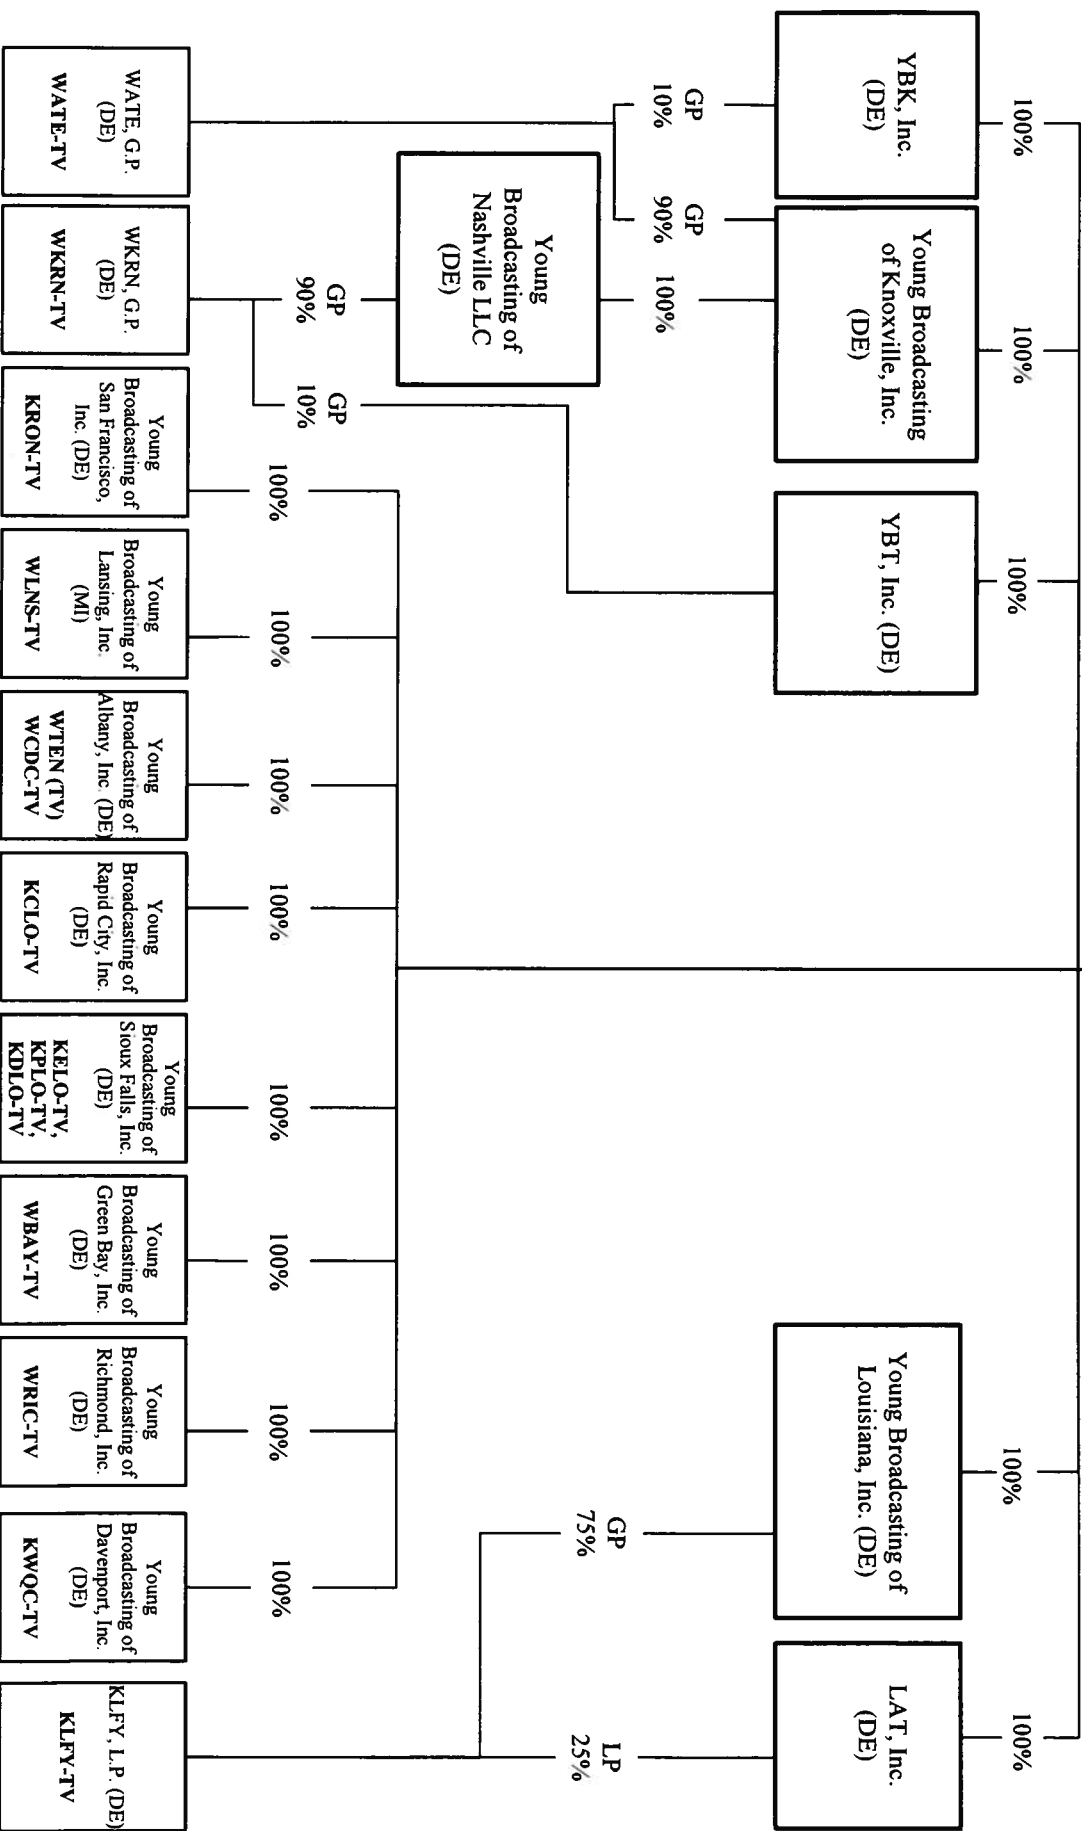 100%
100%
100%
100%
100%
YBK, Inc.
(DE)
Young Broadcasting
of Knoxville, Inc.
(DE)
YBT, Inc. (DE)
Young Broadcasting of
Louisiana, Inc. (DE)
LAT, Inc.
(DE)
GP
10%
GP
90%
100%
GP
75%
LP
25%
Young
Broadcasting of
Nashville LLC
(DE)
GP
90%
GP
10%
100%
100%
100%
100%
100%
100%
100%
100%
WATE, G.P.
(DE)
WATE-TV
WKRN, G.P.
(DE)
WKRN-TV
Young
Broadcasting of
San Francisco,
Inc. (DE)
KRON-TV
Young
Broadcasting of
Lansing, Inc.
(MI)
WLNS-TV
Young
Broadcasting of
Albany, Inc. (DE)
WTEN (TV)
WCDC-TV
Young
Broadcasting of
Rapid City, Inc.
(DE)
KCLO-TV
Young
Broadcasting of
Sioux Falls, Inc.
(DE)
KELO-TV,
KPLO-TV,
KDLO-TV
Young
Broadcasting of
Green Bay, Inc.
(DE)
WBAY-TV
Young
Broadcasting of
Richmond, Inc.
(DE)
WRIC-TV
Young
Broadcasting of
Davenport, Inc.
(DE)
KWQC-TV
KLFY, L.P. (DE)
KLFY-TV